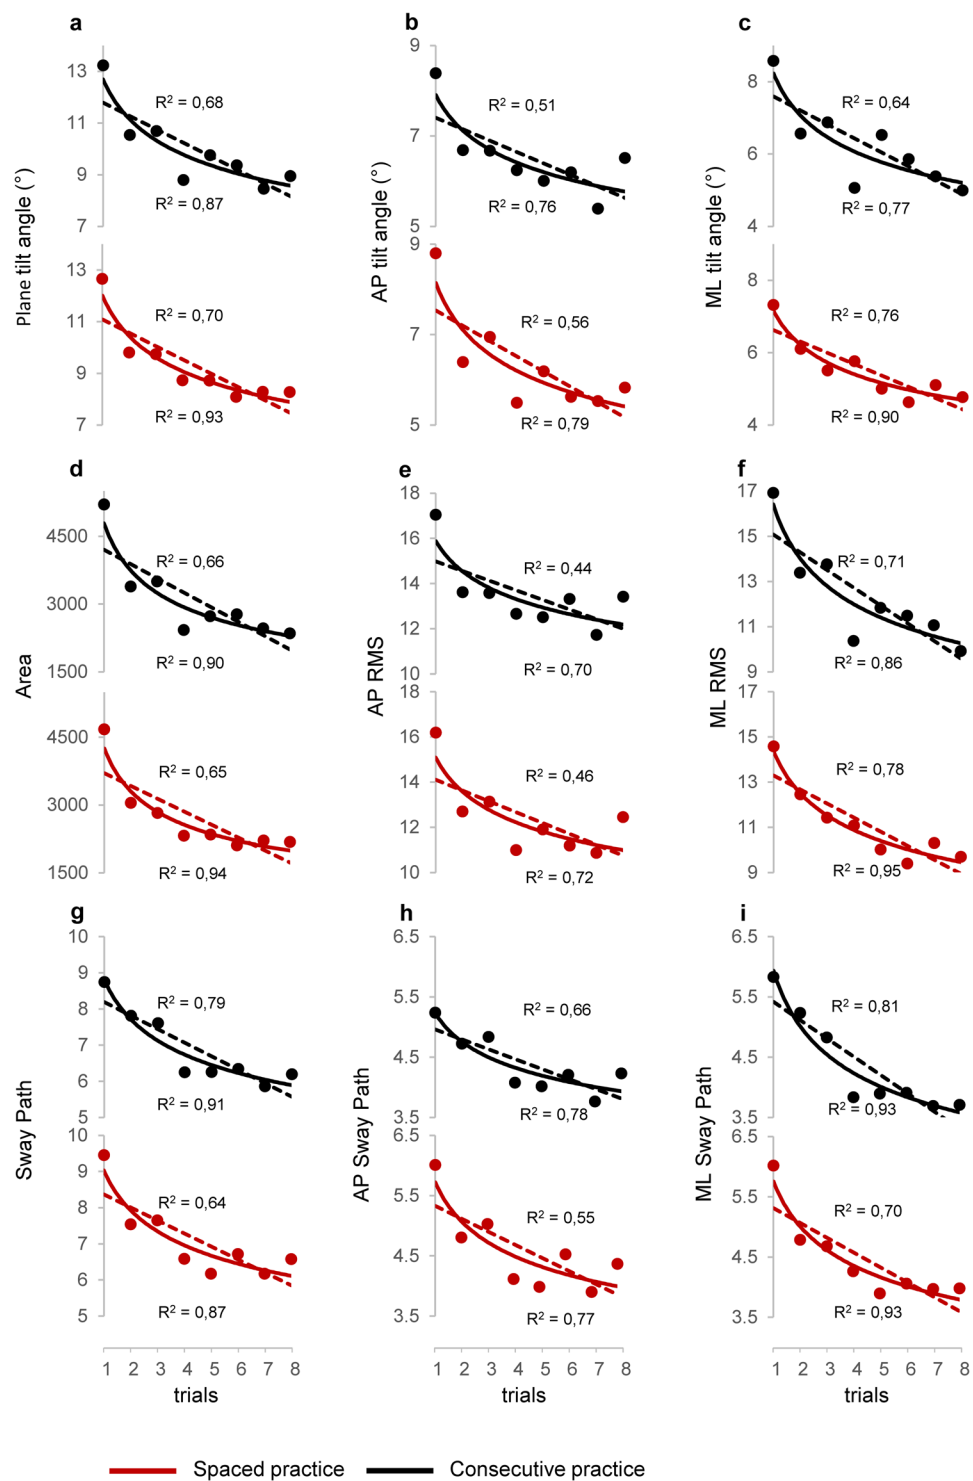 a
b
c
13
11
9
7
R² = 0,68
R² = 0,87
9
7
5
R² = 0,51
R² = 0,76
8
6
4
R² = 0,64
R² = 0,77
Plane tilt angle (°)
AP tilt angle (°)
ML tilt angle (°)
13
11
9
7
R² = 0,70
R² = 0,93
9
7
5
R² = 0,56
R² = 0,79
8
6
4
R² = 0,76
R² = 0,90
d
e
f
4500
3000
1500
R² = 0,66
R² = 0,90
18
16
14
12
10
R² = 0,44
R² = 0,70
17
15
13
11
9
R² = 0,71
R² = 0,86
Area
AP RMS
ML RMS
4500
3000
1500
R² = 0,65
R² = 0,94
18
16
14
12
10
R² = 0,46
R² = 0,72
17
15
13
11
9
R² = 0,78
R² = 0,95
g
h
i
10
9
8
7
6
5
R² = 0,79
R² = 0,91
6.5
5.5
4.5
3.5
R² = 0,66
R² = 0,78
6.5
5.5
4.5
3.5
R² = 0,81
R² = 0,93
Sway Path
AP Sway Path
ML Sway Path
10
9
8
7
6
5
R² = 0,64
R² = 0,87
6.5
5.5
4.5
3.5
R² = 0,55
R² = 0,77
6.5
5.5
4.5
3.5
R² = 0,70
R² = 0,93
1 2 3 4 5 6 7 8
1 2 3 4 5 6 7 8
1 2 3 4 5 6 7 8
trials
trials
trials
Spaced practice
Consecutive practice